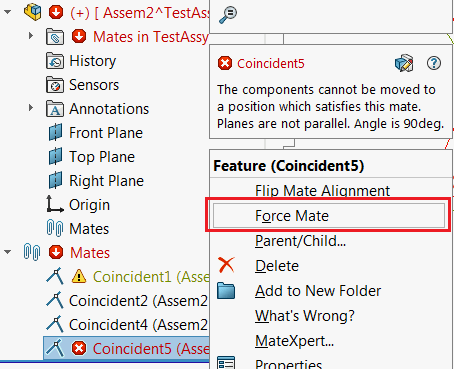 (+) [ Assem2^TestAssy
Mates in TestAssy
History
Sensors
Annotations
Front Plane
Top Plane
Right Plane
Origin
Mates
Mates
Coincident1 (Assem2
Coincident2 (Assem2
Coincident4 (Assem2
Coincident5 (Asse
Coincident5
The components cannot be moved to
a position which satisfies this mate.
Planes are not parallel. Angle is 90deg.
Feature (Coincident5)
Flip Mate Alignment
Force Mate
Parent/Child...
Delete
Add to New Folder
What's Wrong?
MateXpert...
Properties